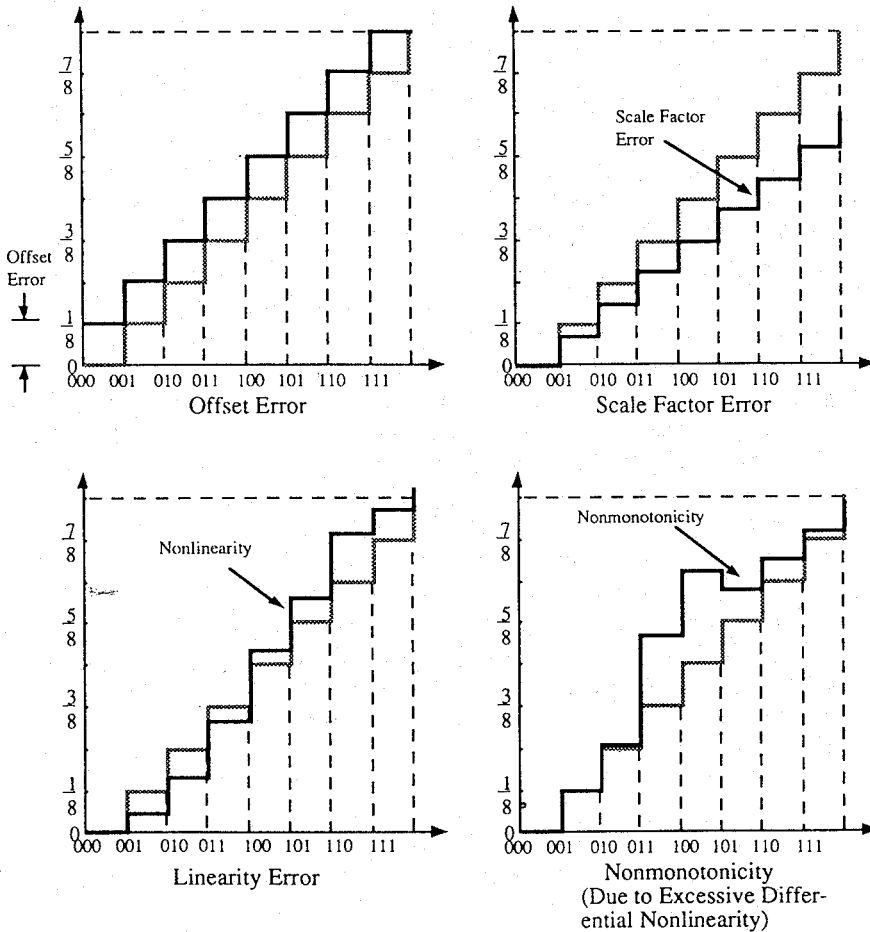 7
8
5
8
3
8
Offset
Error
1
8
0
000 001 010 011 100 101 110 111
Offset Error
7
8
Scale Factor
Error
5
8
3
8
1
8
0
000 001 010 011 100 101 110 111
Scale Factor Error
7
8
Nonlinearity
5
8
3
8
1
8
0
000 001 010 011 100 101 110 111
Linearity Error
Nonmonotonicity
7
8
5
8
3
8
1
8
0
000 001 010 011 100 101 110 111
Nonmonotonicity
(Due to Excessive Differ-
ential Nonlinearity)